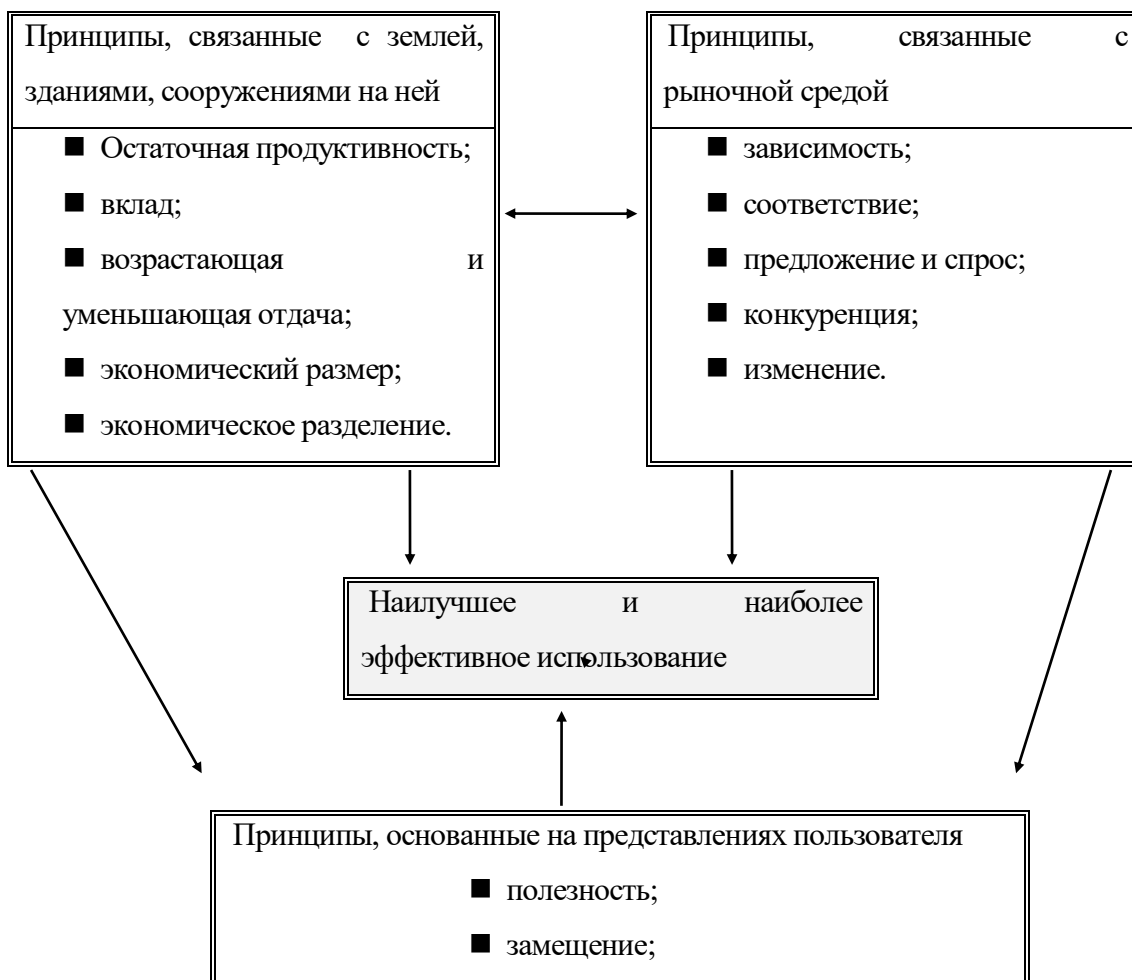 Принципы, связанные с землей,
зданиями, сооружениями на ней
■ Остаточная продуктивность;
■ вклад;
■ возрастающая и
уменьшающая отдача;
■ экономический размер;
■ экономическое разделение.
Принципы, связанные с
рыночной средой
■ зависимость;
■ соответствие;
■ предложение и спрос;
■ конкуренция;
■ изменение.
Наилучшее и наиболее
эффективное использование
Принципы, основанные на представлениях пользователя
■ полезность;
■ замещение;